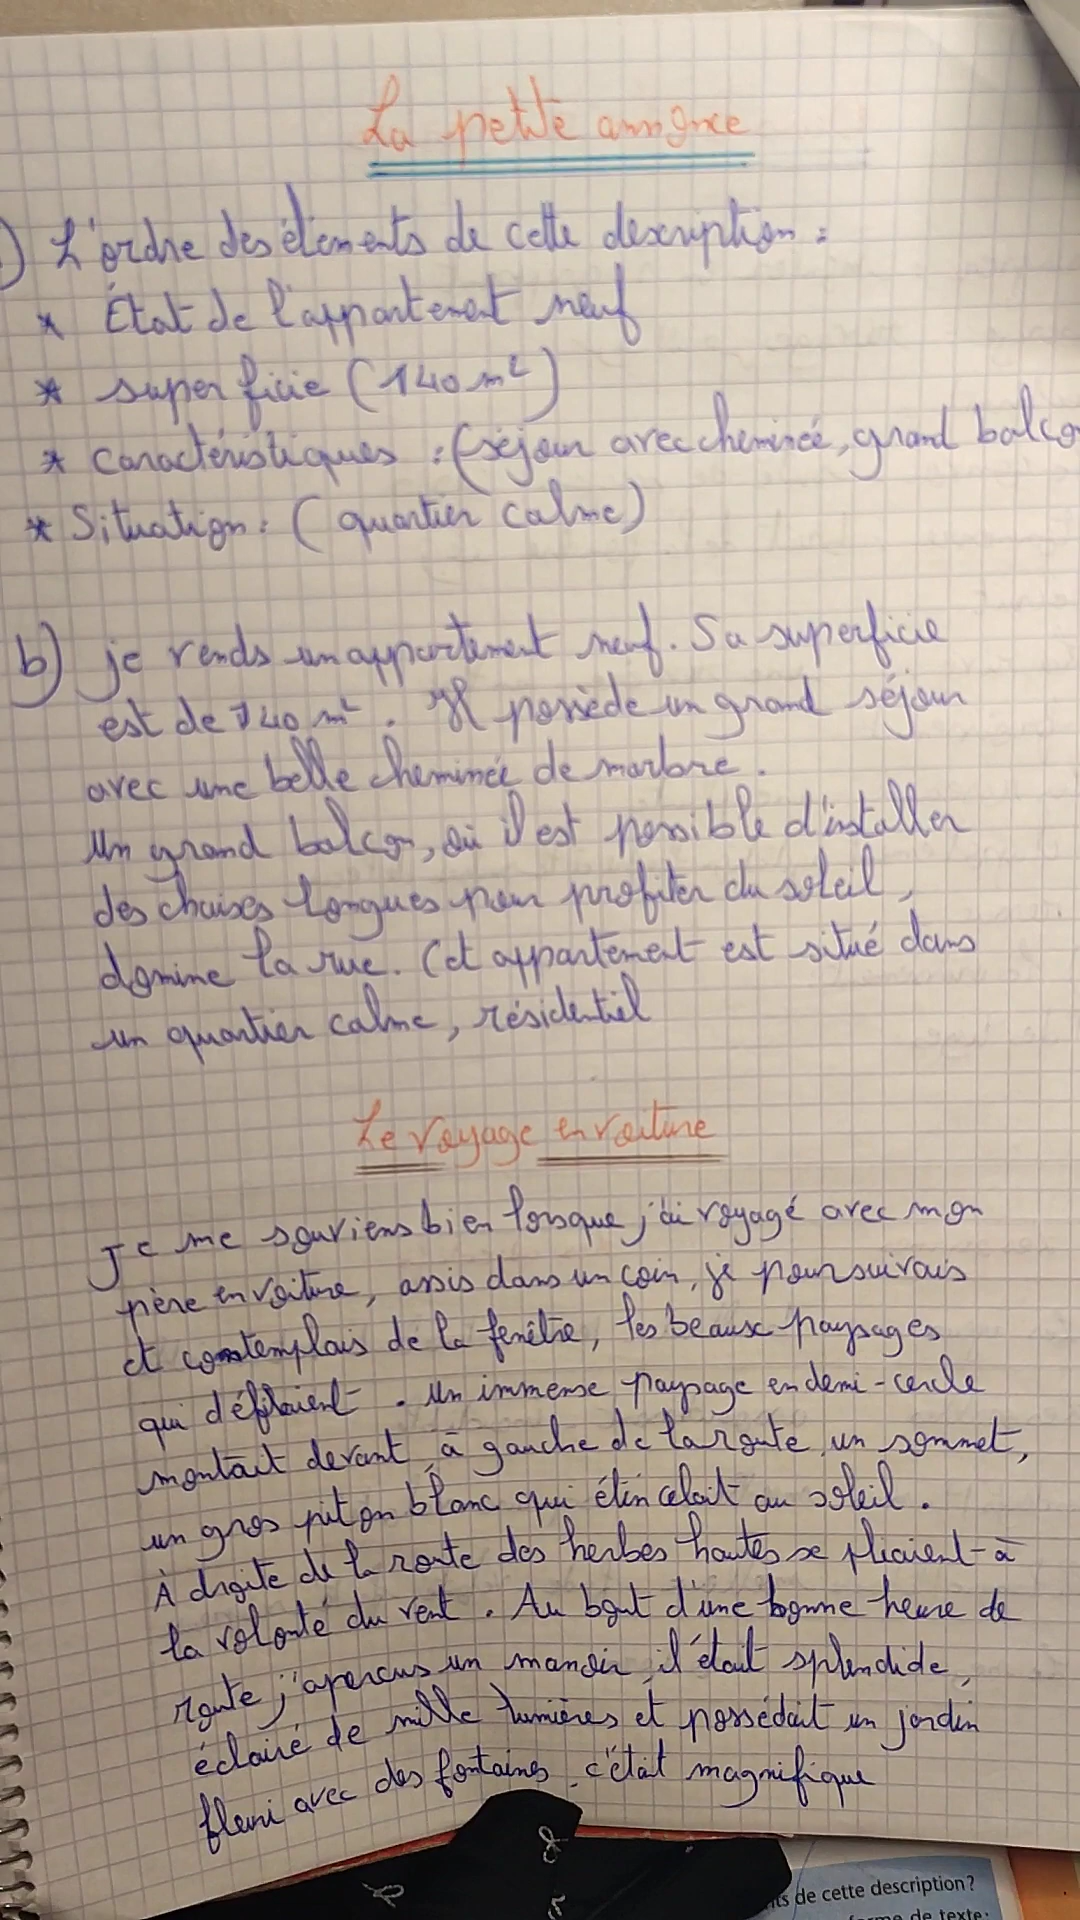 La petite annonce
) L'ordre des éléments de cette description :
* État de l'appartement neuf
* superficie (140 m²)
* caractéristiques : (séjour avec cheminée, grand balco
* Situation : (quartier calme)
b) je vends un appartement neuf. Sa superficie
est de 140 m². Il possède un grand séjour
avec une belle cheminée de marbre.
Un grand balcon, où il est possible d'installer
des chaises longues pour profiter du soleil,
domine la rue. Cet appartement est situé dans
un quartier calme, résidentiel
Le voyage en voiture
Je me souviens bien lorsque j'ai voyagé avec mon
père en voiture, assis dans un coin, je poursuivais
et contemplais de la fenêtre, les beaux paysages
qui défilaient. Un immense paysage en demi-cercle
montait devant, à gauche de la route un sommet,
un gros piton blanc qui étincelait au soleil.
À droite de la route des herbes hautes se pliaient à
la volonté du vent. Au bout d'une bonne heure de
route j'apercus un manoir, il était splendide,
éclairé de mille lumières et possédait un jardin
fleuri avec des fontaines. c'était magnifique
ts de cette description?
me de texte: